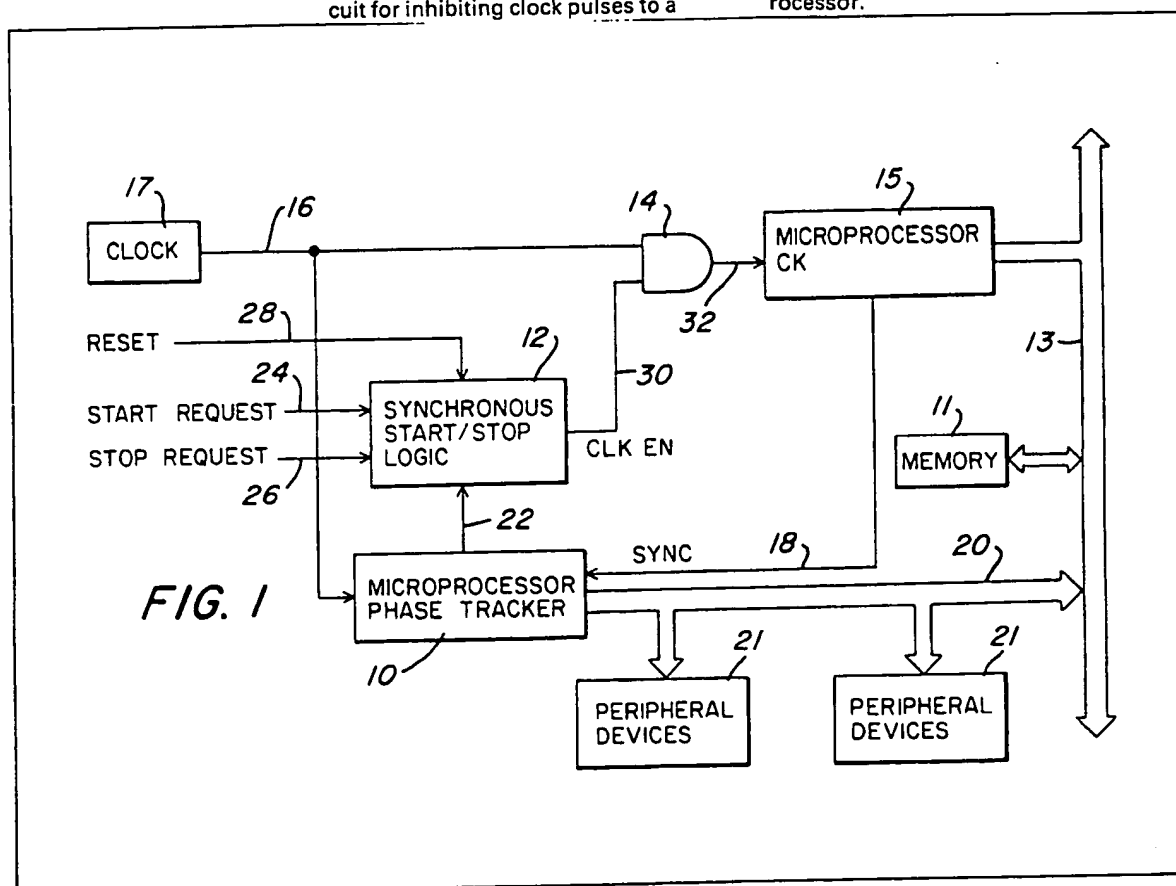 cuit for inhibiting clock pulses to a
rocessor.
17
16
14
15
CLOCK
MICROPROCESSOR
CK
32
28
RESET
12
30
13
24
START REQUEST
SYNCHRONOUS
START/STOP
LOGIC
CLK EN
11
MEMORY
STOP REQUEST
26
22
SYNC
18
20
FIG. 1
MICROPROCESSOR
PHASE TRACKER
10
21
21
PERIPHERAL
DEVICES
PERIPHERAL
DEVICES